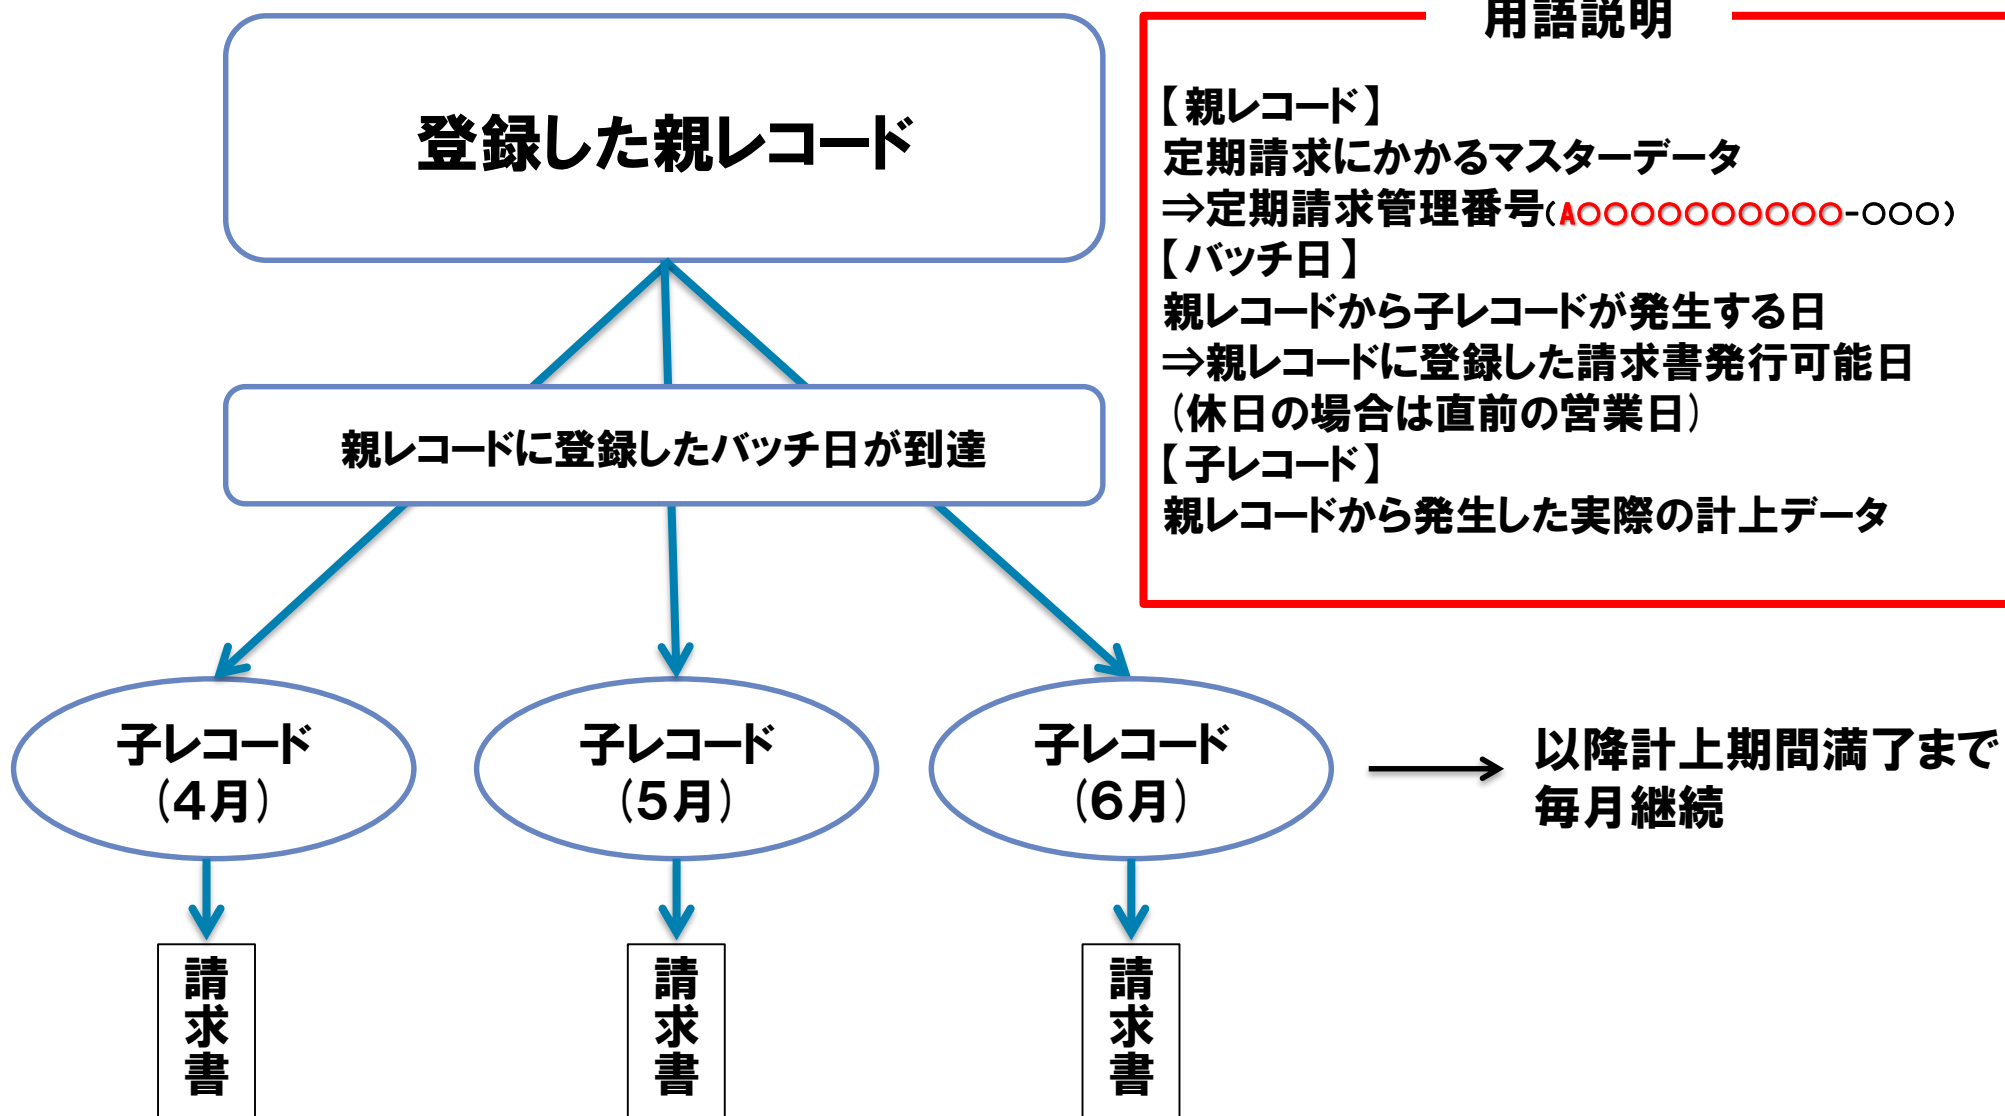 登録した親レコード
親レコードに登録したバッチ日が到達
用語説明
【親レコード】
定期請求にかかるマスターデータ
⇒定期請求管理番号(A○○○○○○○○○○-○○○)
【バッチ日】
親レコードから子レコードが発生する日
⇒親レコードに登録した請求書発行可能日
(休日の場合は直前の営業日)
【子レコード】
親レコードから発生した実際の計上データ
子レコード
(4月)
子レコード
(5月)
子レコード
(6月)
以降計上期間満了まで
毎月継続
請求書
請求書
請求書